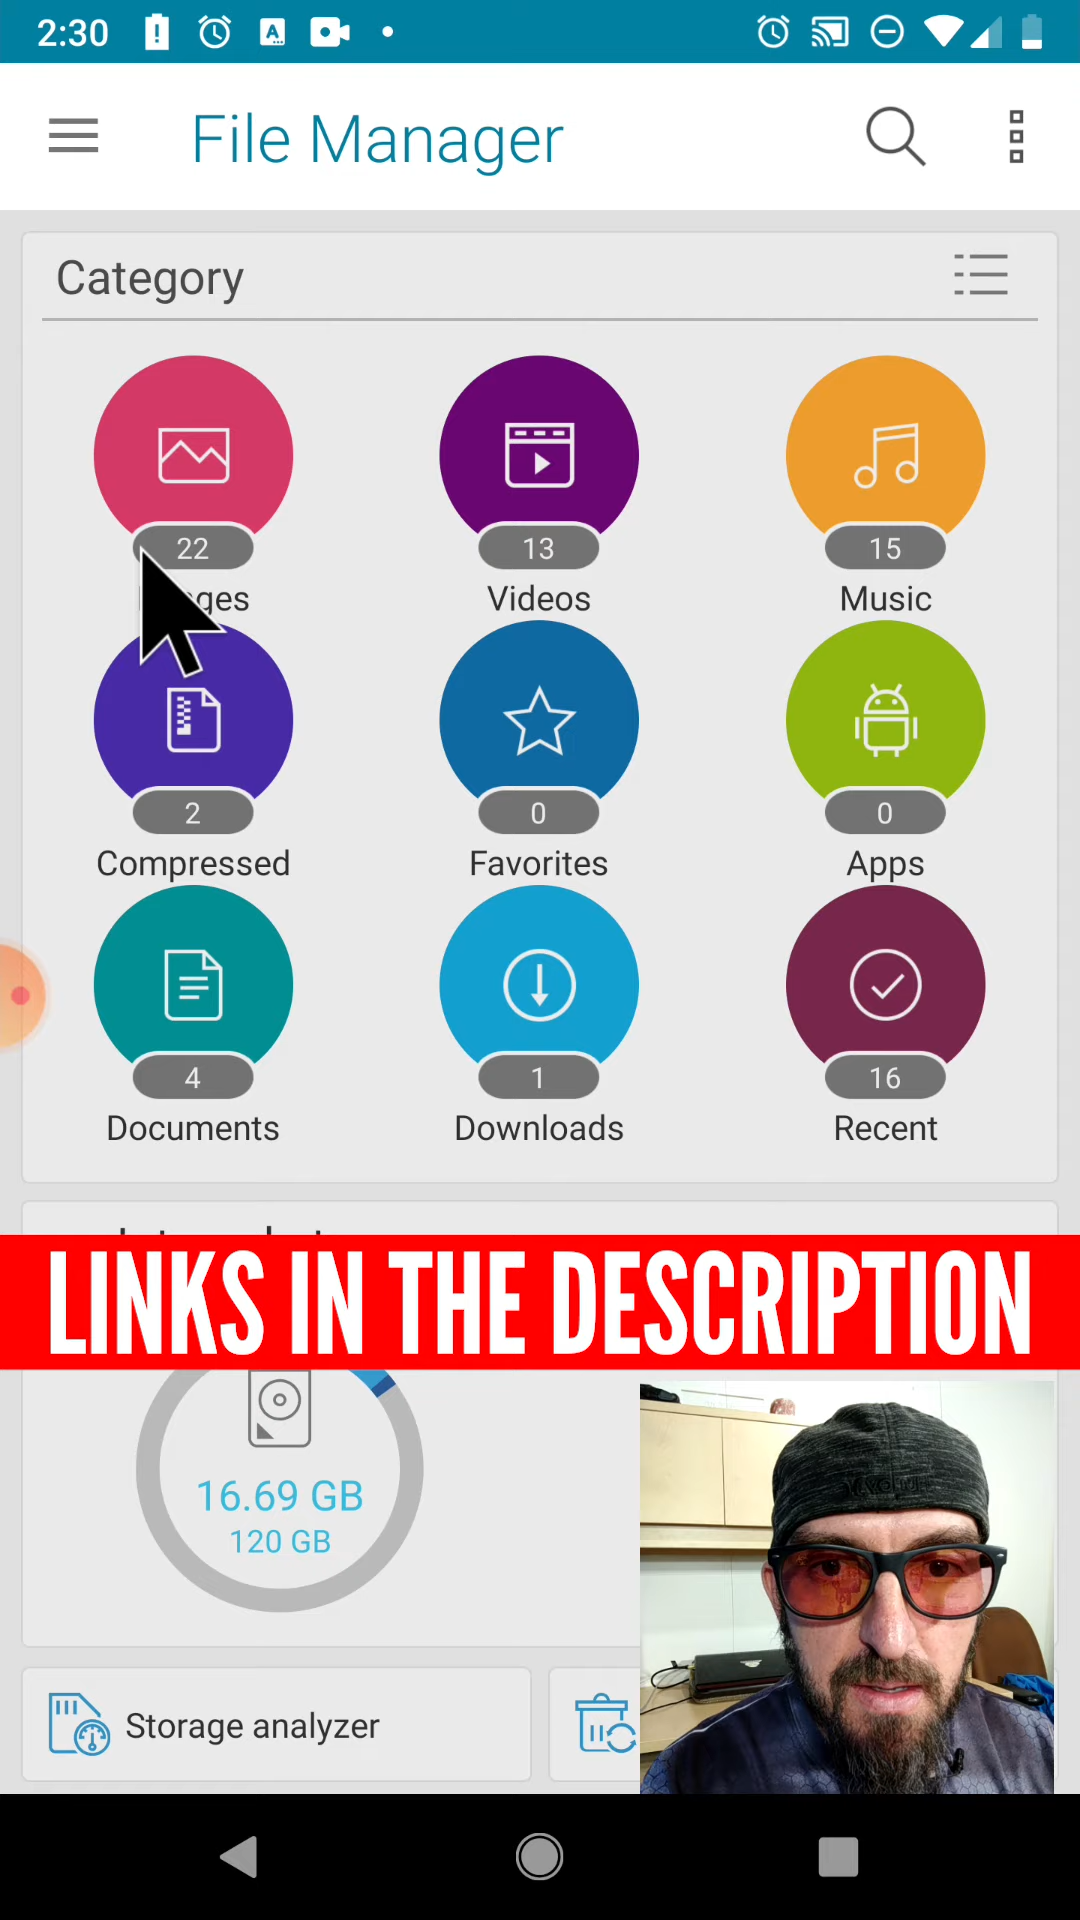 2:30
File Manager
Category
22
13
15
Videos
Music
2
0
0
Compressed
Favorites
Apps
4
1
16
Documents
Downloads
Recent
LINKS IN THE DESCRIPTION
16.69 GB
120 GB
Storage analyzer